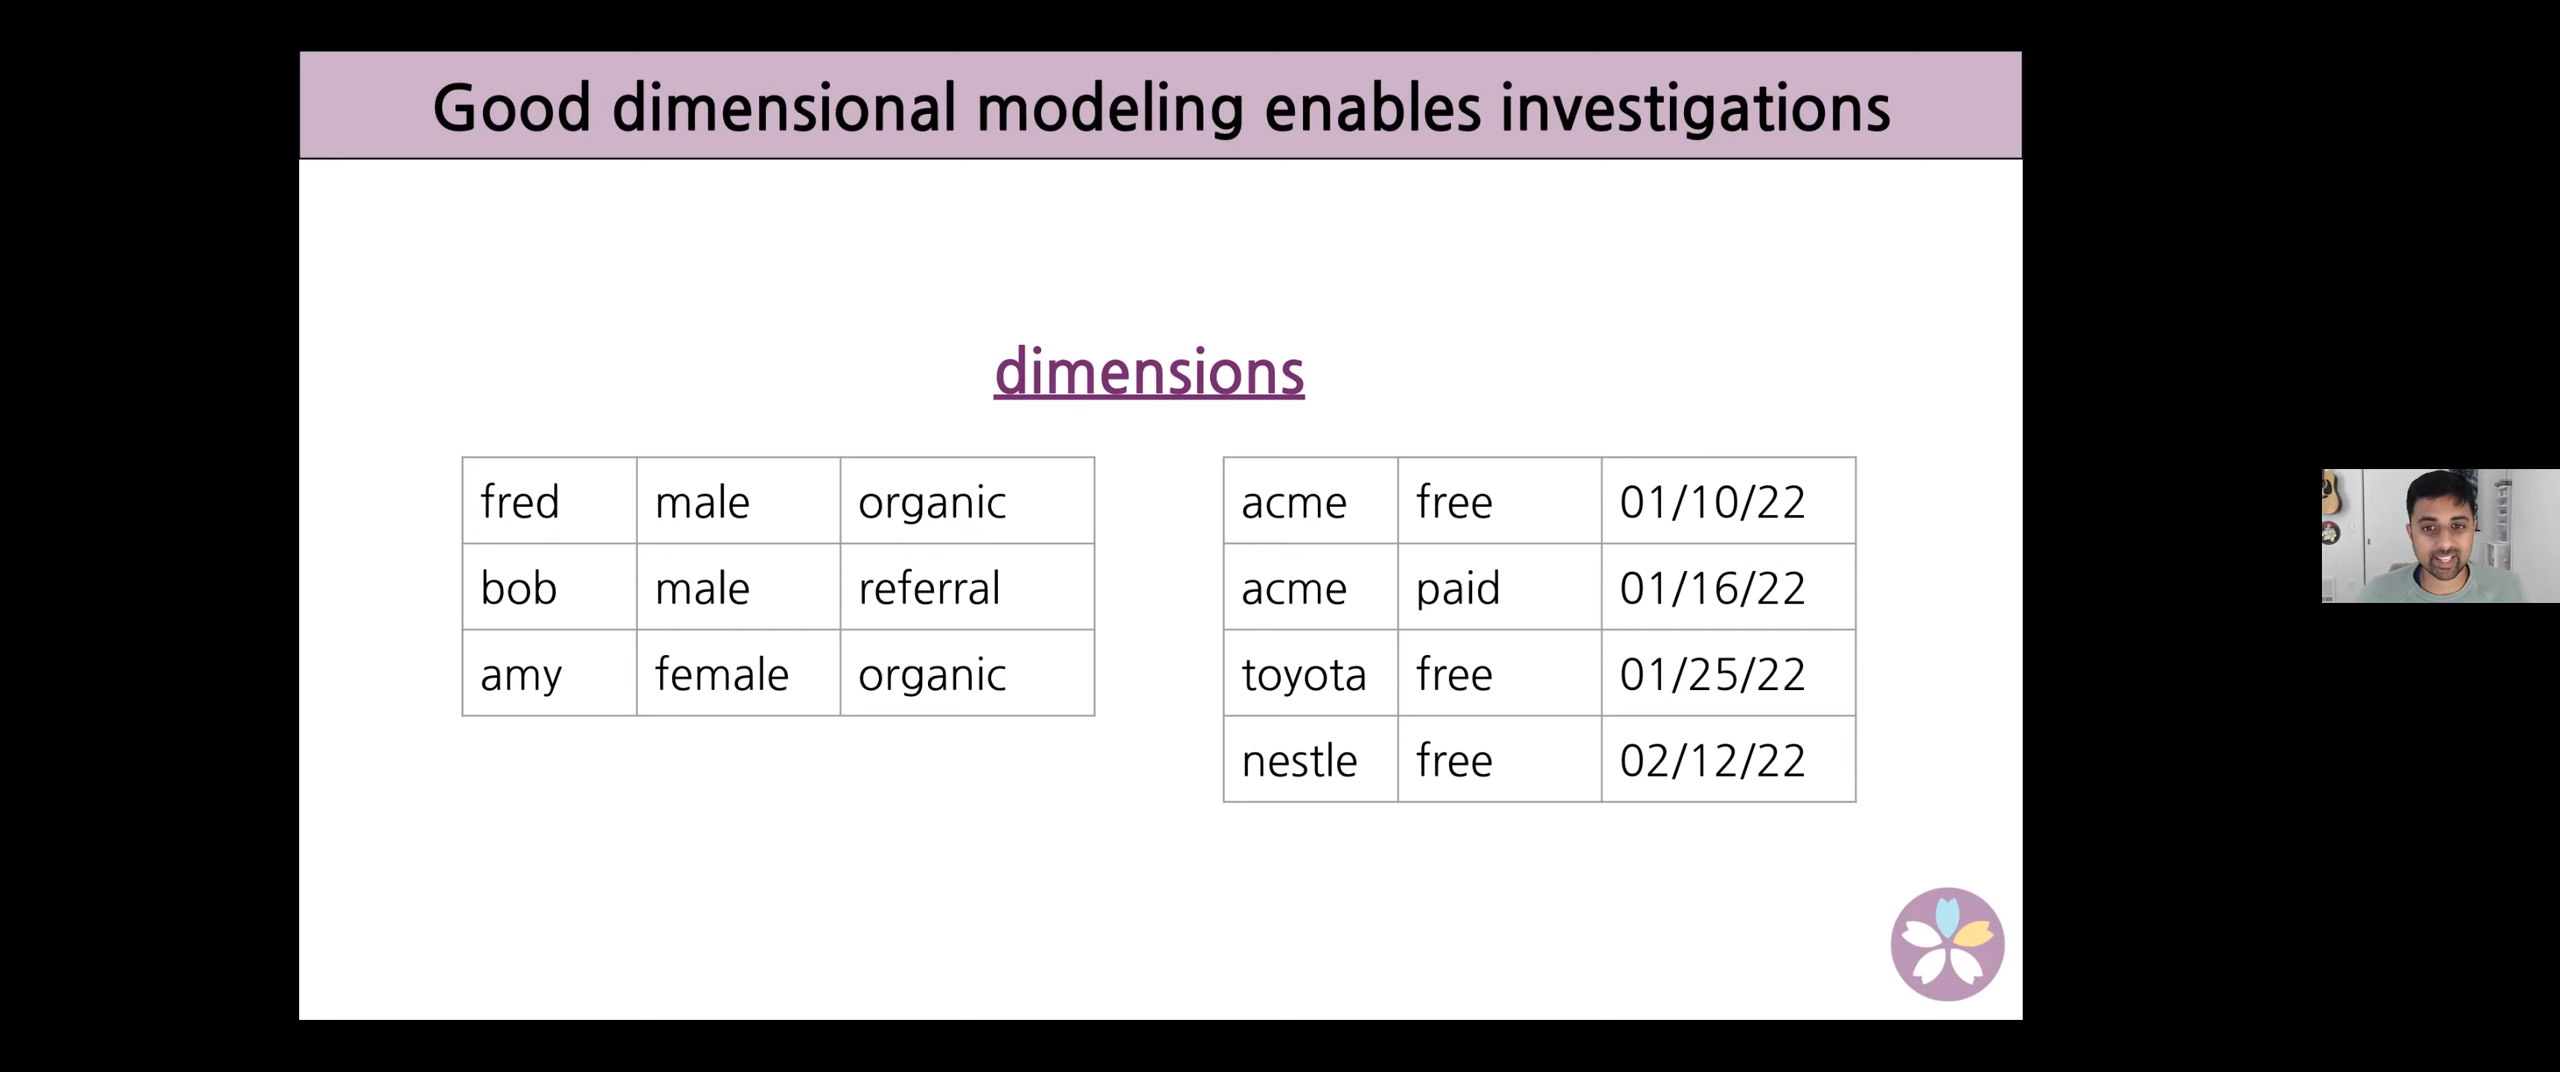 Good dimensional modeling enables investigations
dimensions
fred male organic
bob male referral
amy female organic
acme free 01/10/22
acme paid 01/16/22
toyota free 01/25/22
nestle free 02/12/22